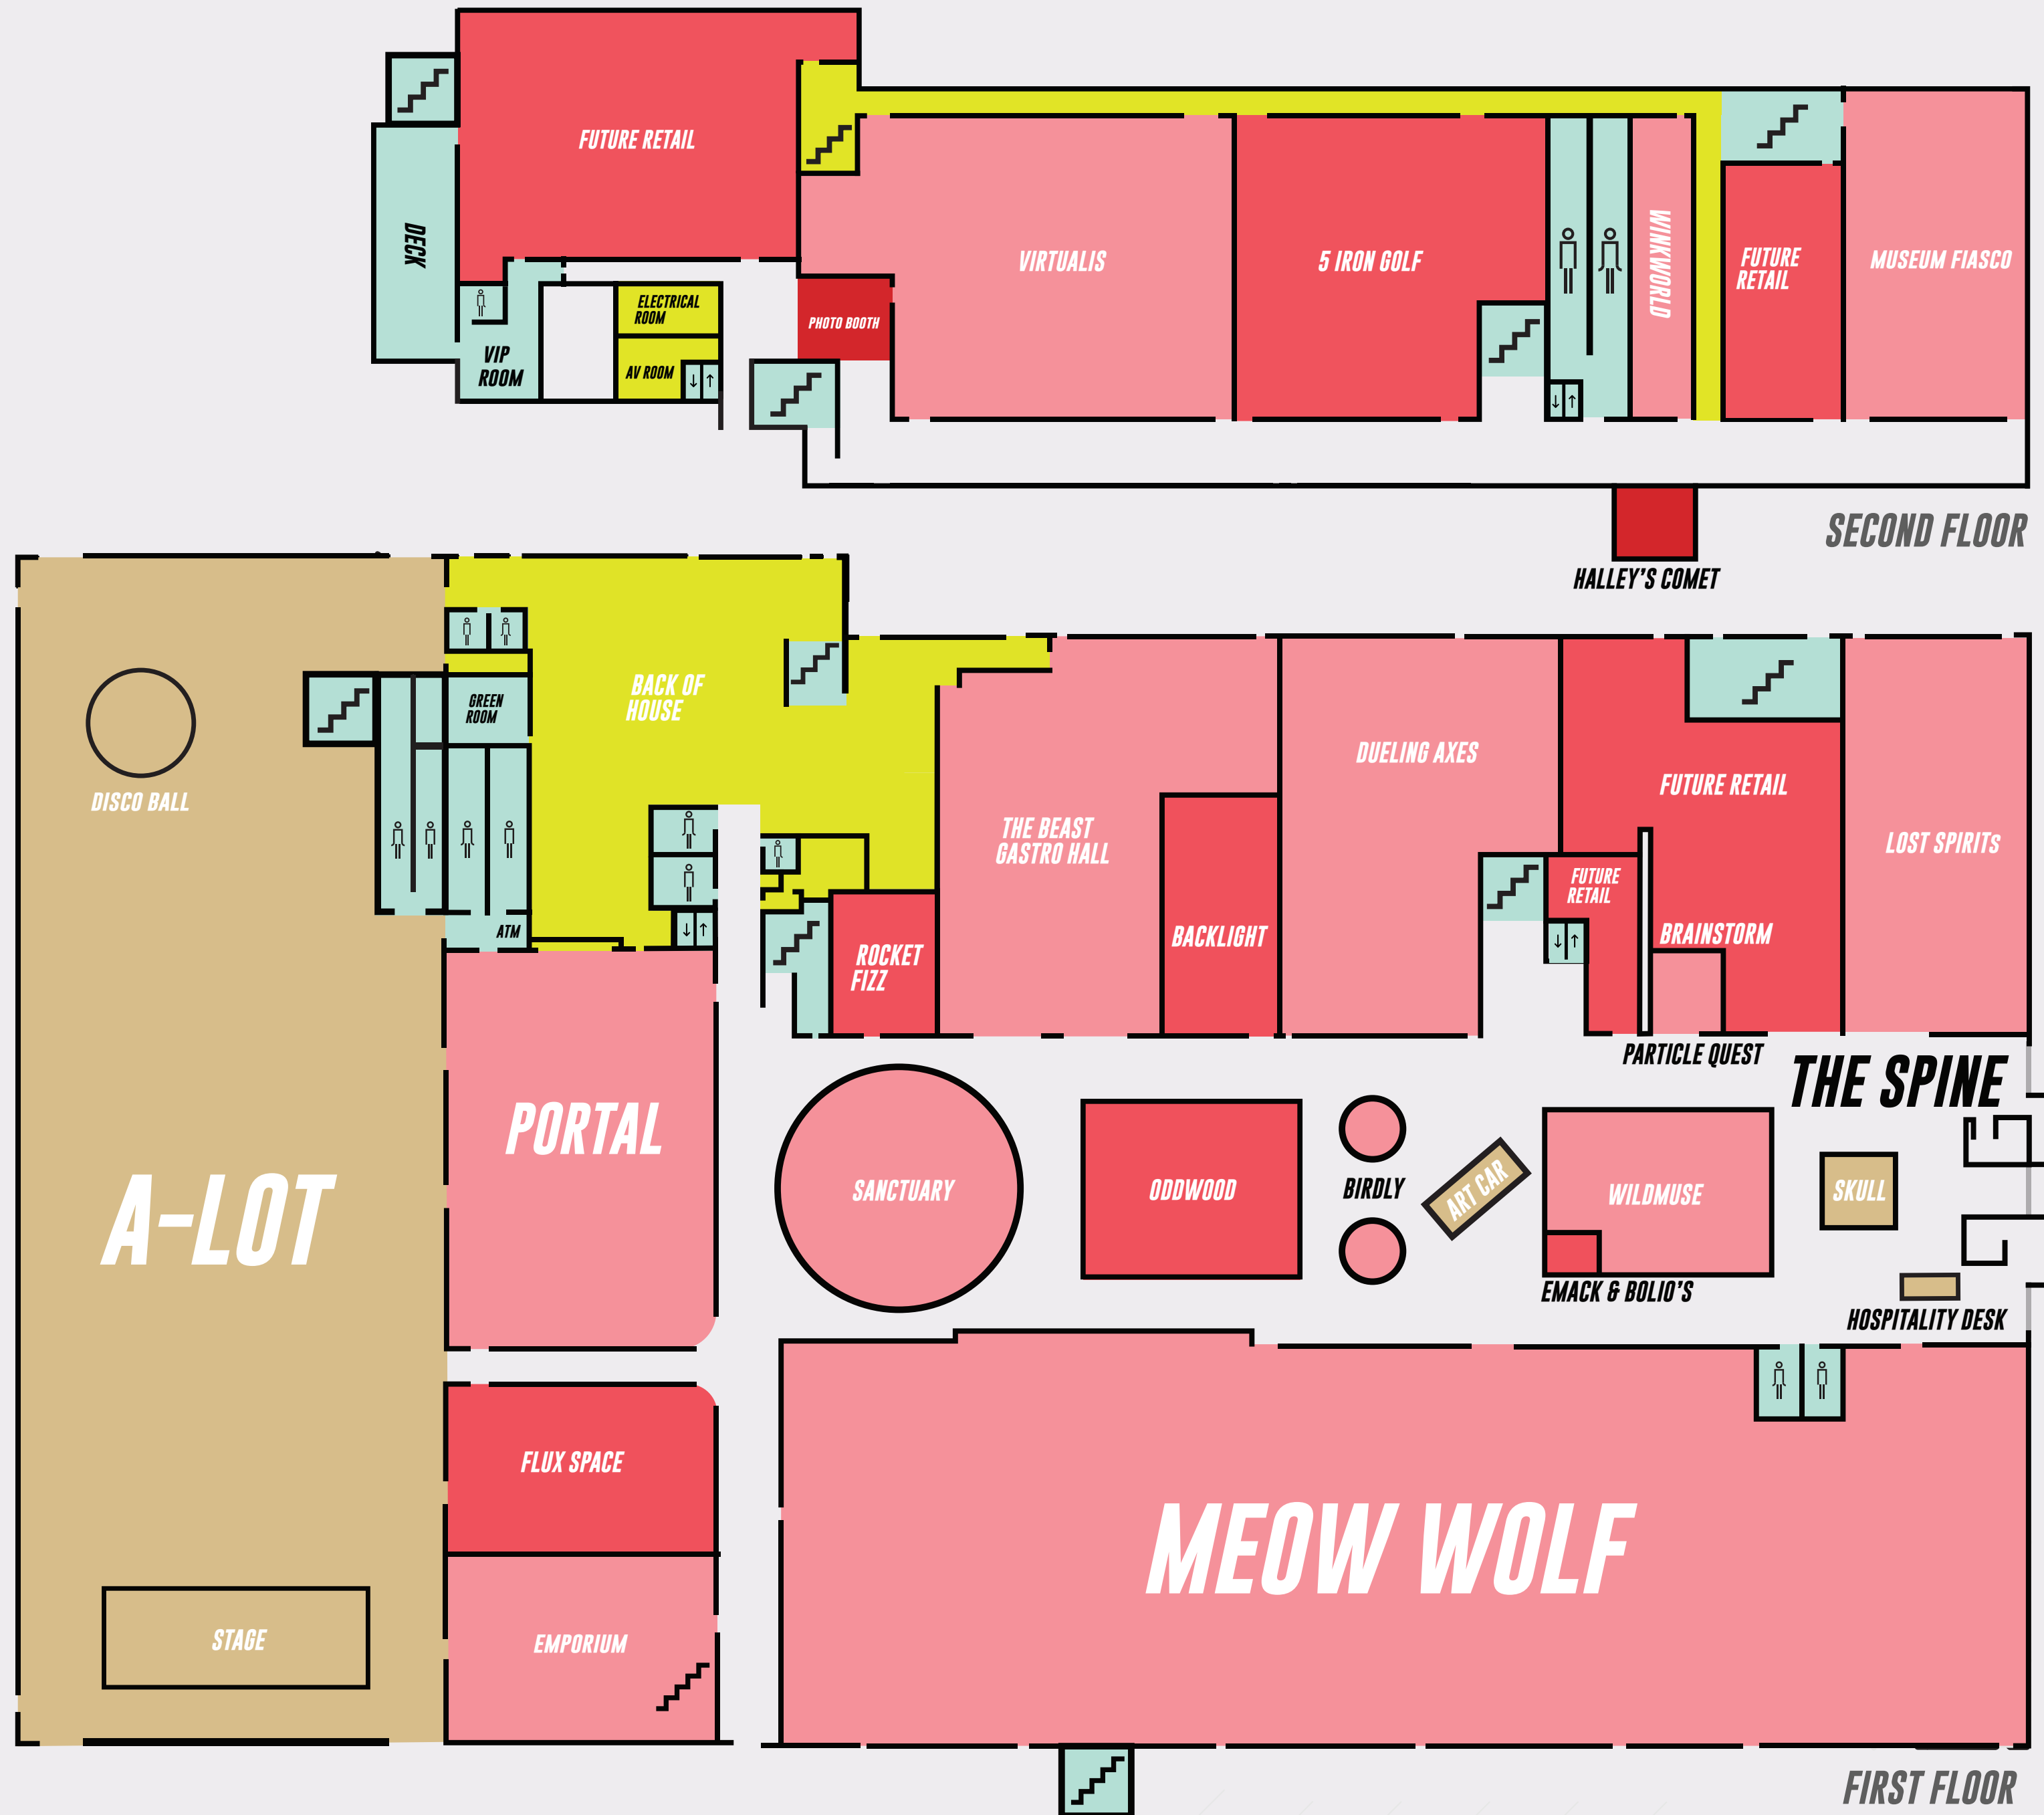 FUTURE RETAIL
DECK
VIP
ROOM
ELECTRICAL
ROOM
AV ROOM
↓ ↑
PHOTO BOOTH
VIRTUALIS
5 IRON GOLF
↓ ↑
WINKWORLD
FUTURE
RETAIL
MUSEUM FIASCO
SECOND FLOOR
HALLEY'S COMET
DISCO BALL
GREEN
ROOM
ATM
BACK OF
HOUSE
↓ ↑
ROCKET
FIZZ
THE BEAST
GASTRO HALL
BACKLIGHT
DUELING AXES
FUTURE RETAIL
FUTURE
RETAIL
↓ ↑
BRAINSTORM
LOST SPIRITs
PARTICLE QUEST
THE SPINE
A-LOT
PORTAL
SANCTUARY
ODDWOOD
BIRDLY
ART CAR
WILDMUSE
EMACK & BOLIO'S
SKULL
HOSPITALITY DESK
FLUX SPACE
EMPORIUM
STAGE
MEOW WOLF
FIRST FLOOR